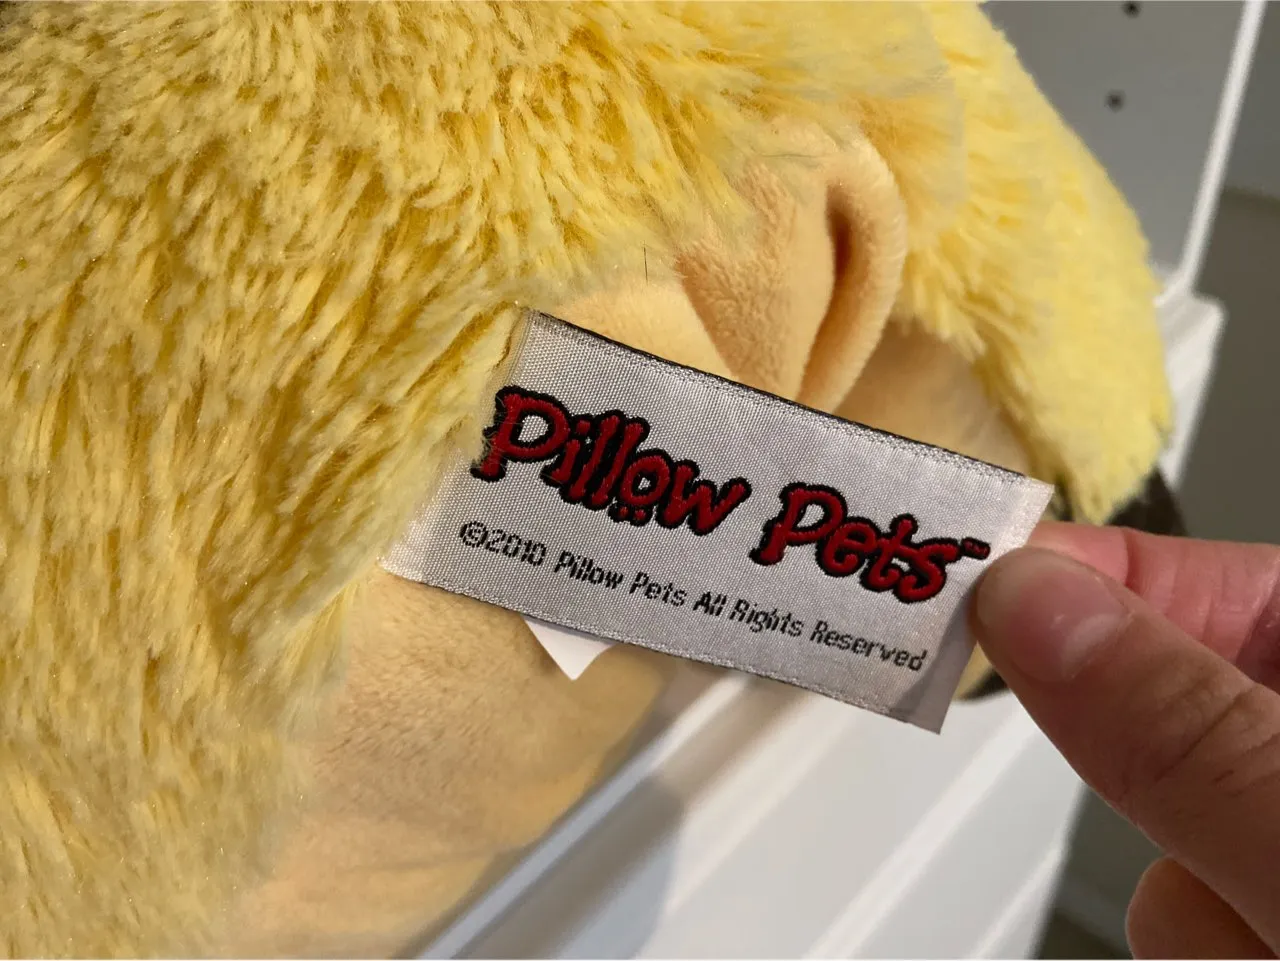 Pillow Pets™
©2010 Pillow Pets All Rights Reserved